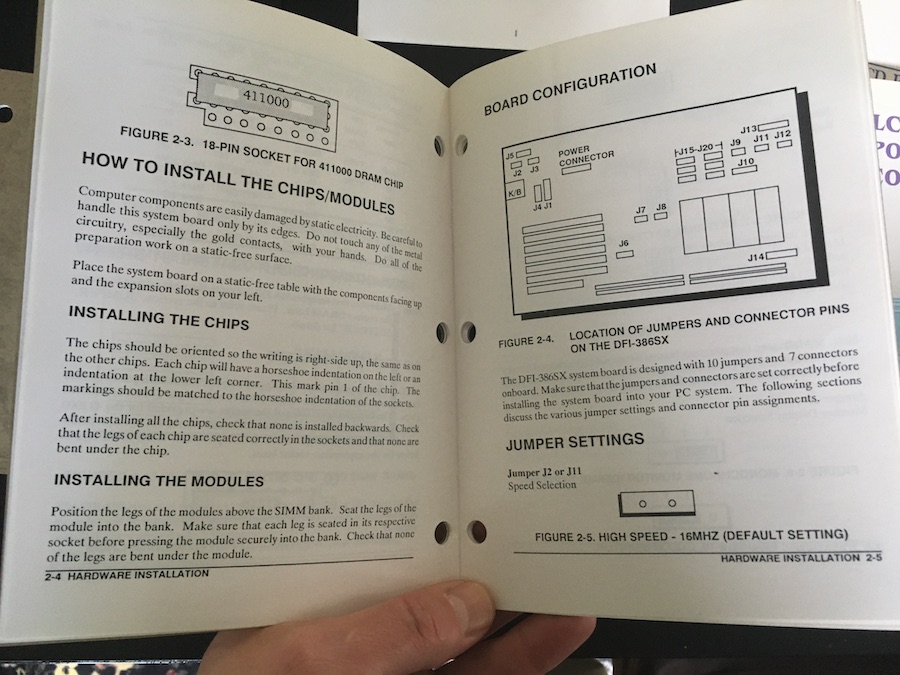 411000
FIGURE 2-3. 18-PIN SOCKET FOR 411000 DRAM CHIP
HOW TO INSTALL THE CHIPS/MODULES
Computer components are easily damaged by static electricity. Be careful to
handle this system board only by its edges. Do not touch any of the metal
circuitry, especially the gold contacts, with your hands. Do all of the
preparation work on a static-free surface.
Place the system board on a static-free table with the components facing up
and the expansion slots on your left.
INSTALLING THE CHIPS
The chips should be oriented so the writing is right-side up, the same as on
the other chips. Each chip will have a horseshoe indentation on the left or an
indentation at the lower left corner. This mark pin 1 of the chip. The
markings should be matched to the horseshoe indentation of the sockets.
After installing all the chips, check that none is installed backwards. Check
that the legs of each chip are seated correctly in the sockets and that none are
bent under the chip.
INSTALLING THE MODULES
Position the legs of the modules above the SIMM bank. Seat the legs of the
module into the bank. Make sure that each leg is seated in its respective
socket before pressing the module securely into the bank. Check that none
of the legs are bent under the module.
2-4 HARDWARE INSTALLATION
BOARD CONFIGURATION
J5
J2
J3
POWER
CONNECTOR
J15-J20
J9
J13
J11
J12
J10
K/B
J4 J1
J7
J8
J6
J14
FIGURE 2-4. LOCATION OF JUMPERS AND CONNECTOR PINS
ON THE DFI-386SX
The DFI-386SX system board is designed with 10 jumpers and 7 connectors
onboard. Make sure that the jumpers and connectors are set correctly before
installing the system board into your PC system. The following sections
discuss the various jumper settings and connector pin assignments.
JUMPER SETTINGS
Jumper J2 or J11
Speed Selection
FIGURE 2-5. HIGH SPEED - 16MHZ (DEFAULT SETTING)
HARDWARE INSTALLATION 2-5